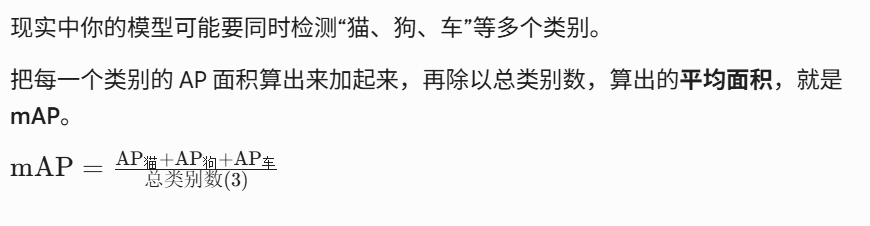 现实中你的模型可能要同时检测“猫、狗、车”等多个类别。
把每一个类别的 AP 面积算出来加起来，再除以总类别数，算出的平均面积，就是
mAP。
mAP = AP猫+AP狗+AP车
总类别数(3)